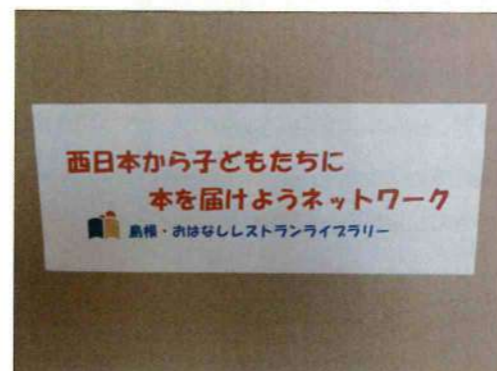 西日本から子どもたちに
本を届けようネットワーク
島根・おはなしレストランライブラリー